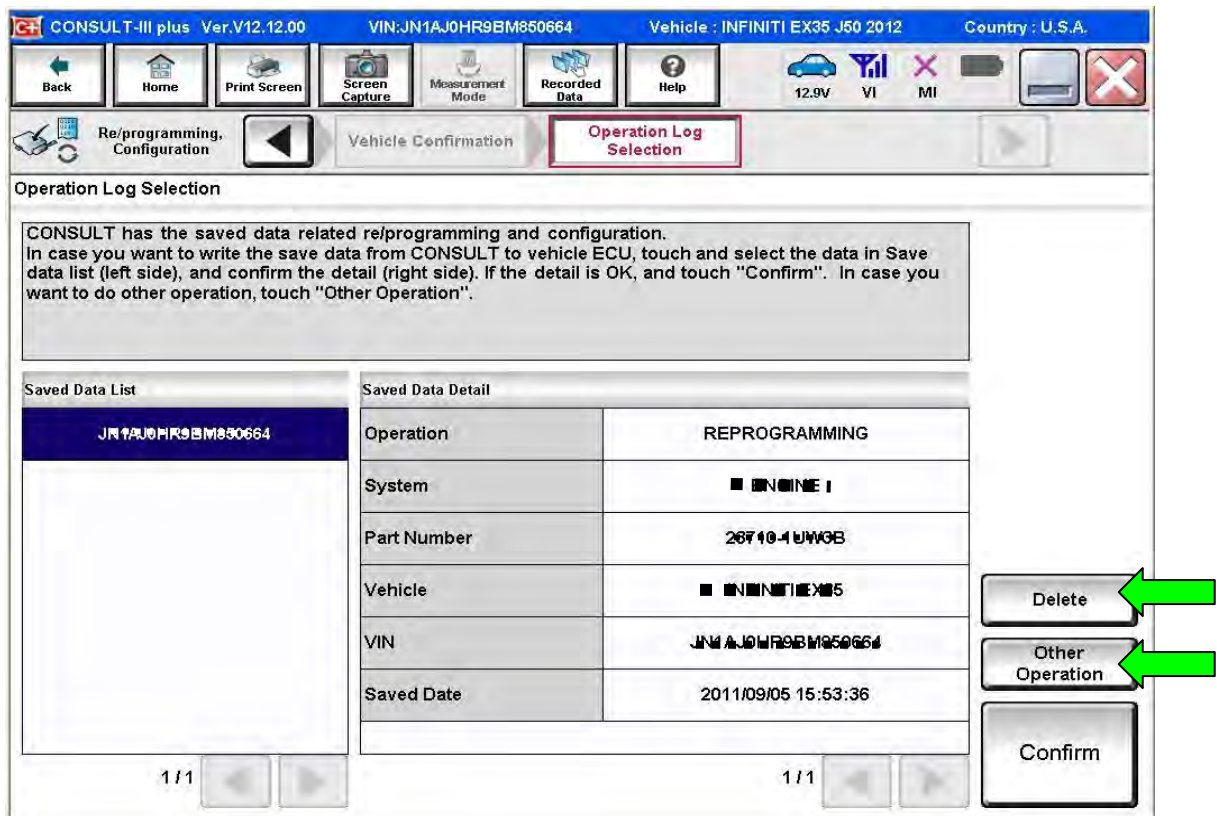 CONSULT-III plus Ver.V12.12.00 VIN:JN1AJ0HR9BM850664 Vehicle : INFINITI EX35 J50 2012 Country : U.S.A.
Back Home Print Screen Screen Capture Measurement Mode Recorded Data Help 12.9V VI MI
Re/programming, Configuration Vehicle Confirmation Operation Log Selection
Operation Log Selection
CONSULT has the saved data related re/programming and configuration.
In case you want to write the save data from CONSULT to vehicle ECU, touch and select the data in Save
data list (left side), and confirm the detail (right side). If the detail is OK, and touch "Confirm". In case you
want to do other operation, touch "Other Operation".
Saved Data List Saved Data Detail
JN1AJ0HR9BM850664
Operation REPROGRAMMING
System ENGINE
Part Number
Vehicle INFINITI EX35
VIN JN1AJ0HR9BM850664
Saved Date 2011/09/05 15:53:36
Delete
Other
Operation
Confirm
1/1 1/1